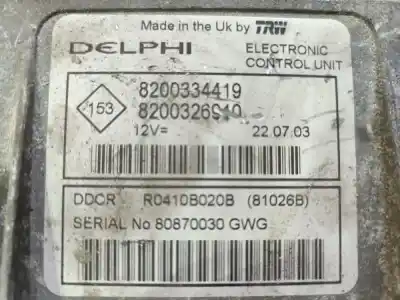 Made in the Uk by TRW
DELPHI
ELECTRONIC
CONTROL UNIT
153
8200334419
12V=
22.07.03
DDCR R0410B020B (81026B)
SERIAL No 80870030 GWG